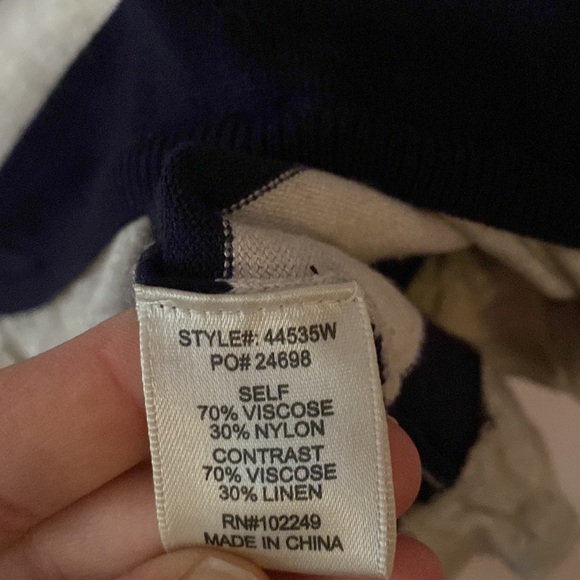 STYLE#: 44535W
PO# 24698
SELF
70% VISCOSE
30% NYLON
CONTRAST
70% VISCOSE
30% LINEN
RN#102249
MADE IN CHINA